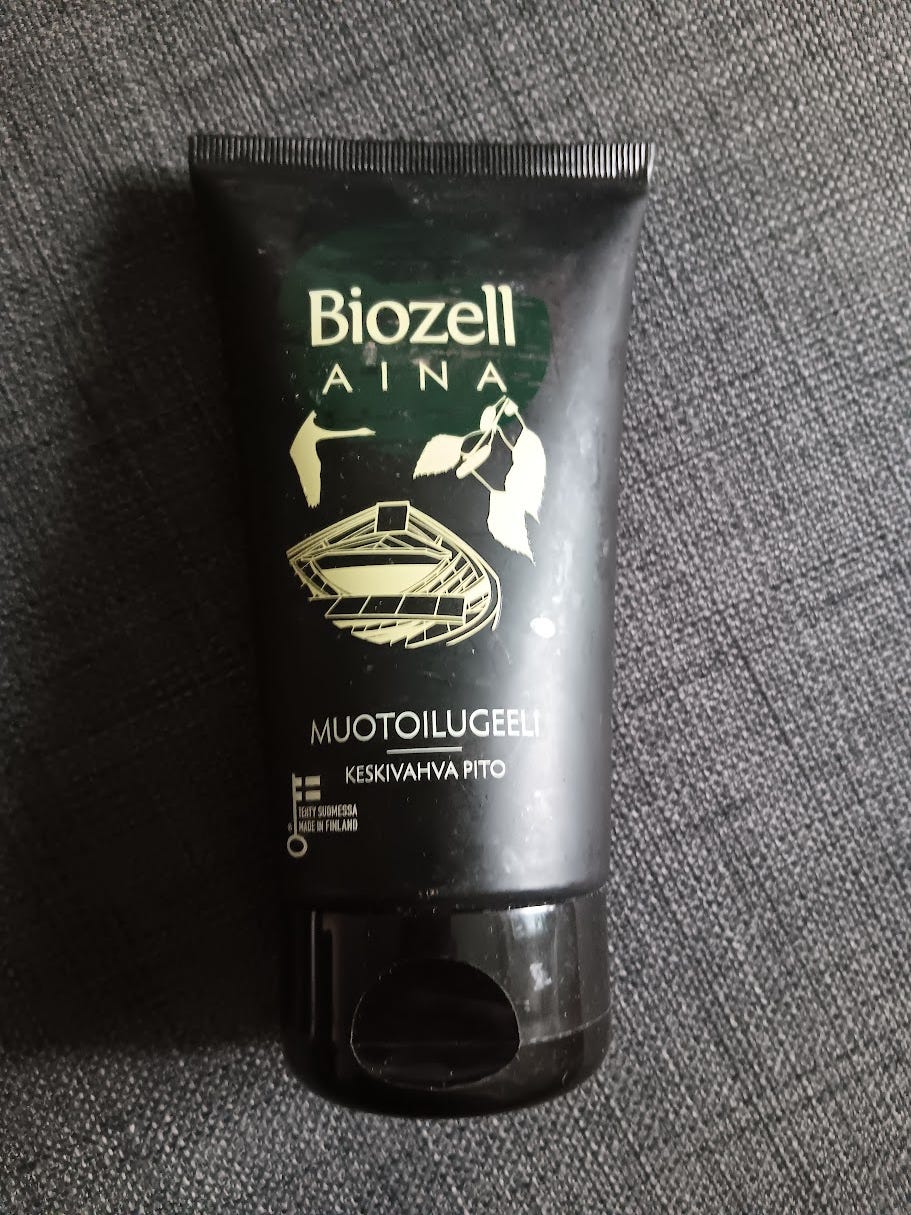 Biozell
AINA
MUOTOILUGEELI
KESKIVAHVA PITO
TEHTY SUOMESSA
MADE IN FINLAND